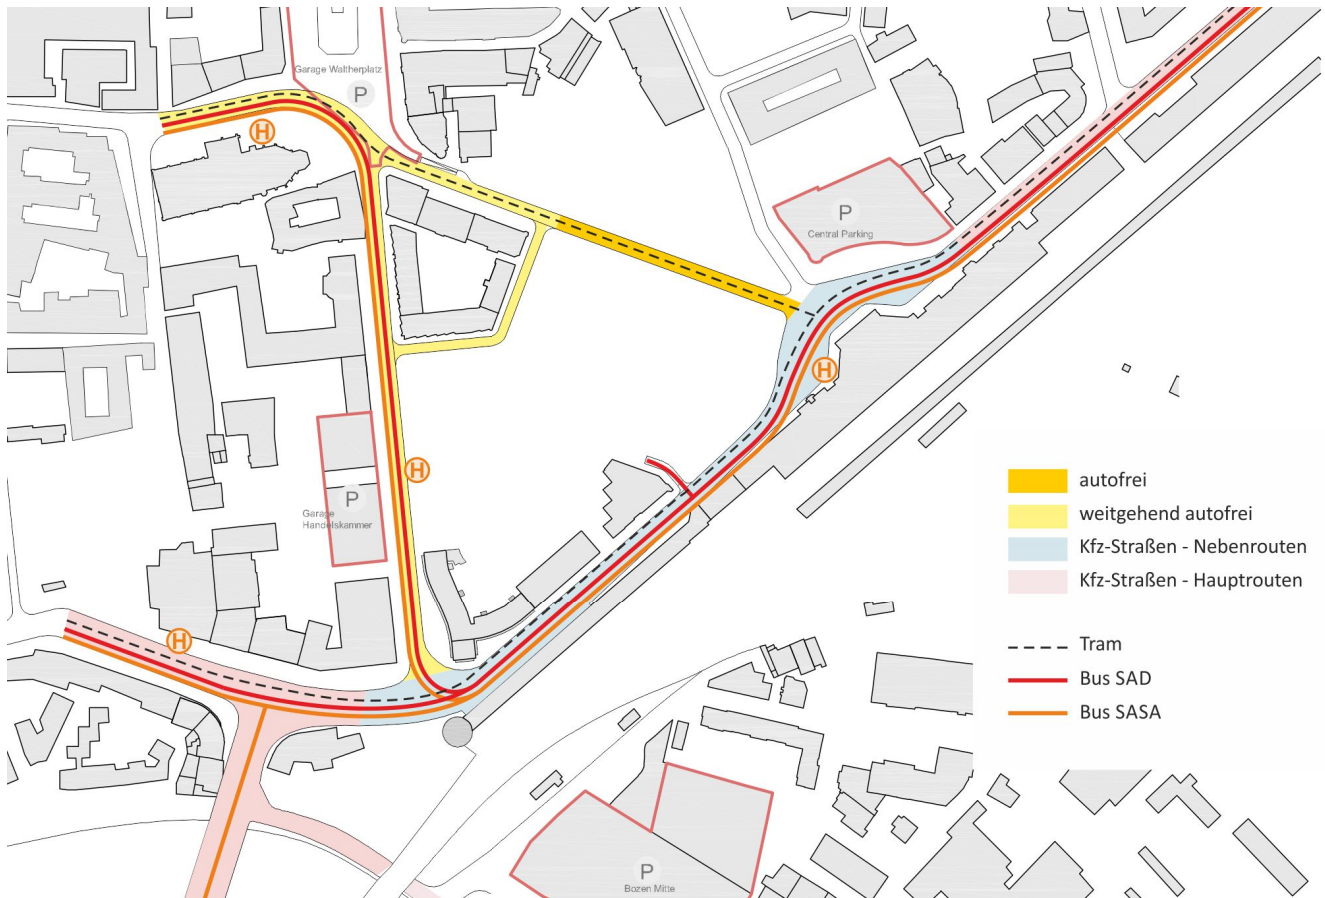 Garage Waltherplatz
P
H
P
Central Parking
H
H
P
Garage
Handelskammer
H
P
Bozen Mitte
autofrei
weitgehend autofrei
Kfz-Straßen - Nebenrouten
Kfz-Straßen - Hauptrouten
Tram
Bus SAD
Bus SASA